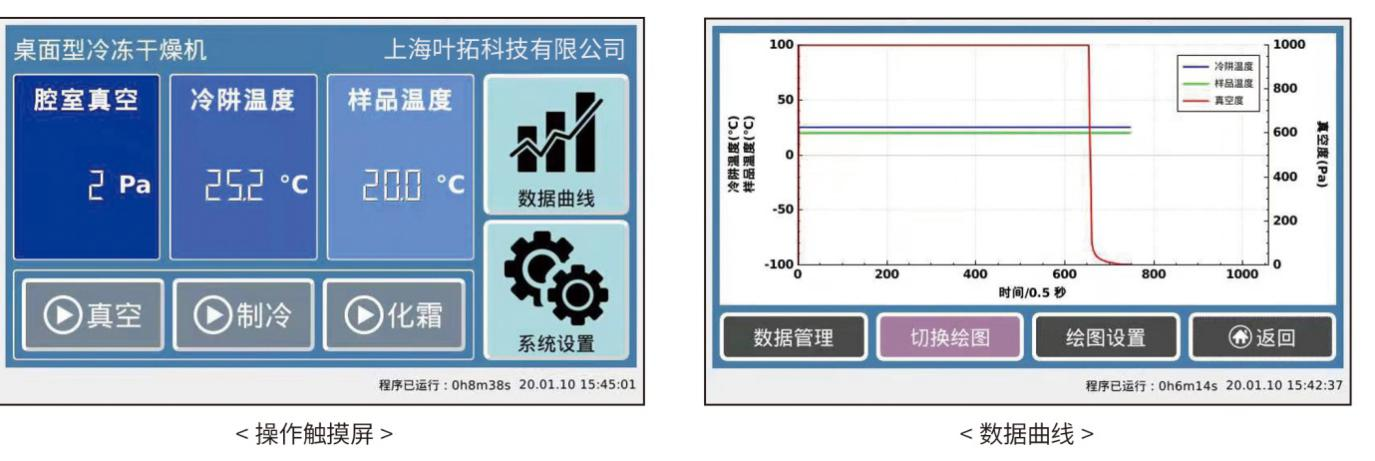 桌面型冷冻干燥机 上海叶拓科技有限公司
腔室真空 冷阱温度 样品温度
2 Pa 25.2 °C 20.0 °C
数据曲线
真空 制冷 化霜
系统设置
程序已运行：0h8m38s 20.01.10 15:45:01
<操作触摸屏>
冷阱温度(°C)
样品温度(°C)
100
50
0
-50
-100
0 200 400 600 800 1000
时间/0.5 秒
1000
800
600
400
200
0
真空度(Pa)
冷阱温度
样品温度
真空度
数据管理 切换绘图 绘图设置 返回
程序已运行：0h6m14s 20.01.10 15:42:37
<数据曲线>